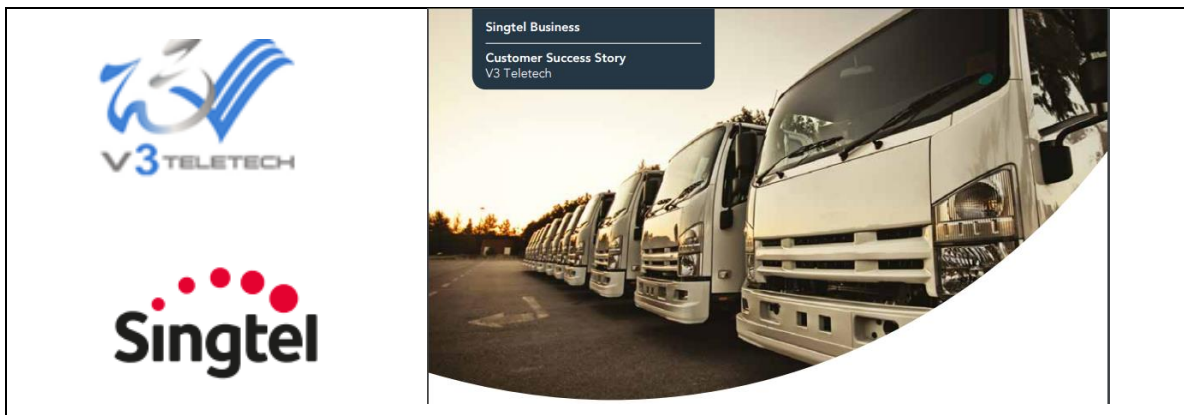 V3 TELETECH
Singtel
Singtel Business
Customer Success Story
V3 Teletech